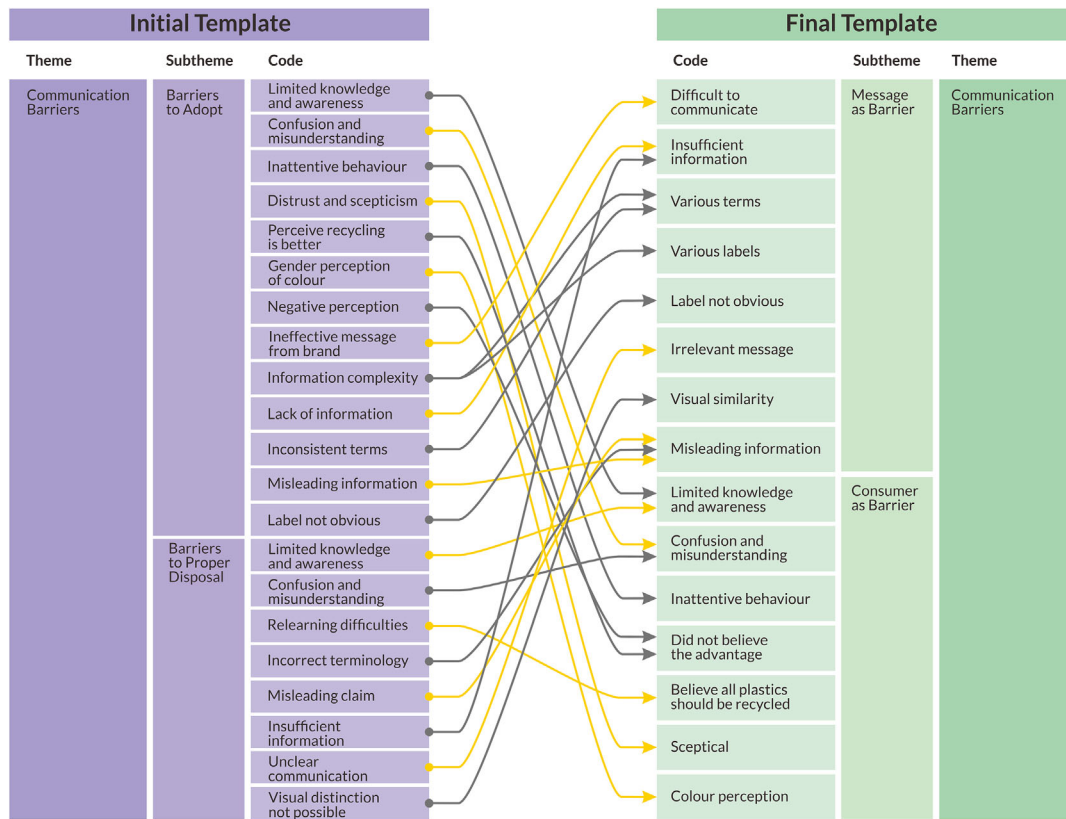 Initial Template
Theme
Subtheme
Code
Communication
Barriers
Barriers
to Adopt
Limited knowledge
and awareness
Confusion and
misunderstanding
Inattentive behaviour
Distrust and scepticism
Perceive recycling
is better
Gender perception
of colour
Negative perception
Ineffective message
from brand
Information complexity
Lack of information
Inconsistent terms
Misleading information
Label not obvious
Barriers
to Proper
Disposal
Limited knowledge
and awareness
Confusion and
misunderstanding
Relearning difficulties
Incorrect terminology
Misleading claim
Insufficient
information
Unclear
communication
Visual distinction
not possible
Final Template
Code
Subtheme
Theme
Difficult to
communicate
Insufficient
information
Various terms
Various labels
Label not obvious
Irrelevant message
Visual similarity
Misleading information
Limited knowledge
and awareness
Confusion and
misunderstanding
Inattentive behaviour
Did not believe
the advantage
Believe all plastics
should be recycled
Sceptical
Colour perception
Message
as Barrier
Consumer
as Barrier
Communication
Barriers